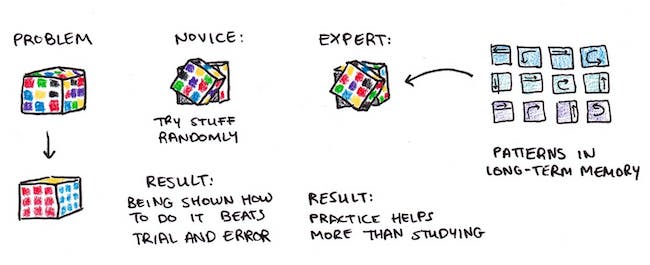 PROBLEM
NOVICE:
TRY STUFF
RANDOMLY
RESULT:
BEING SHOWN HOW
TO DO IT BEATS
TRIAL AND ERROR
EXPERT:
RESULT:
PRACTICE HELPS
MORE THAN STUDYING
PATTERNS IN
LONG-TERM MEMORY